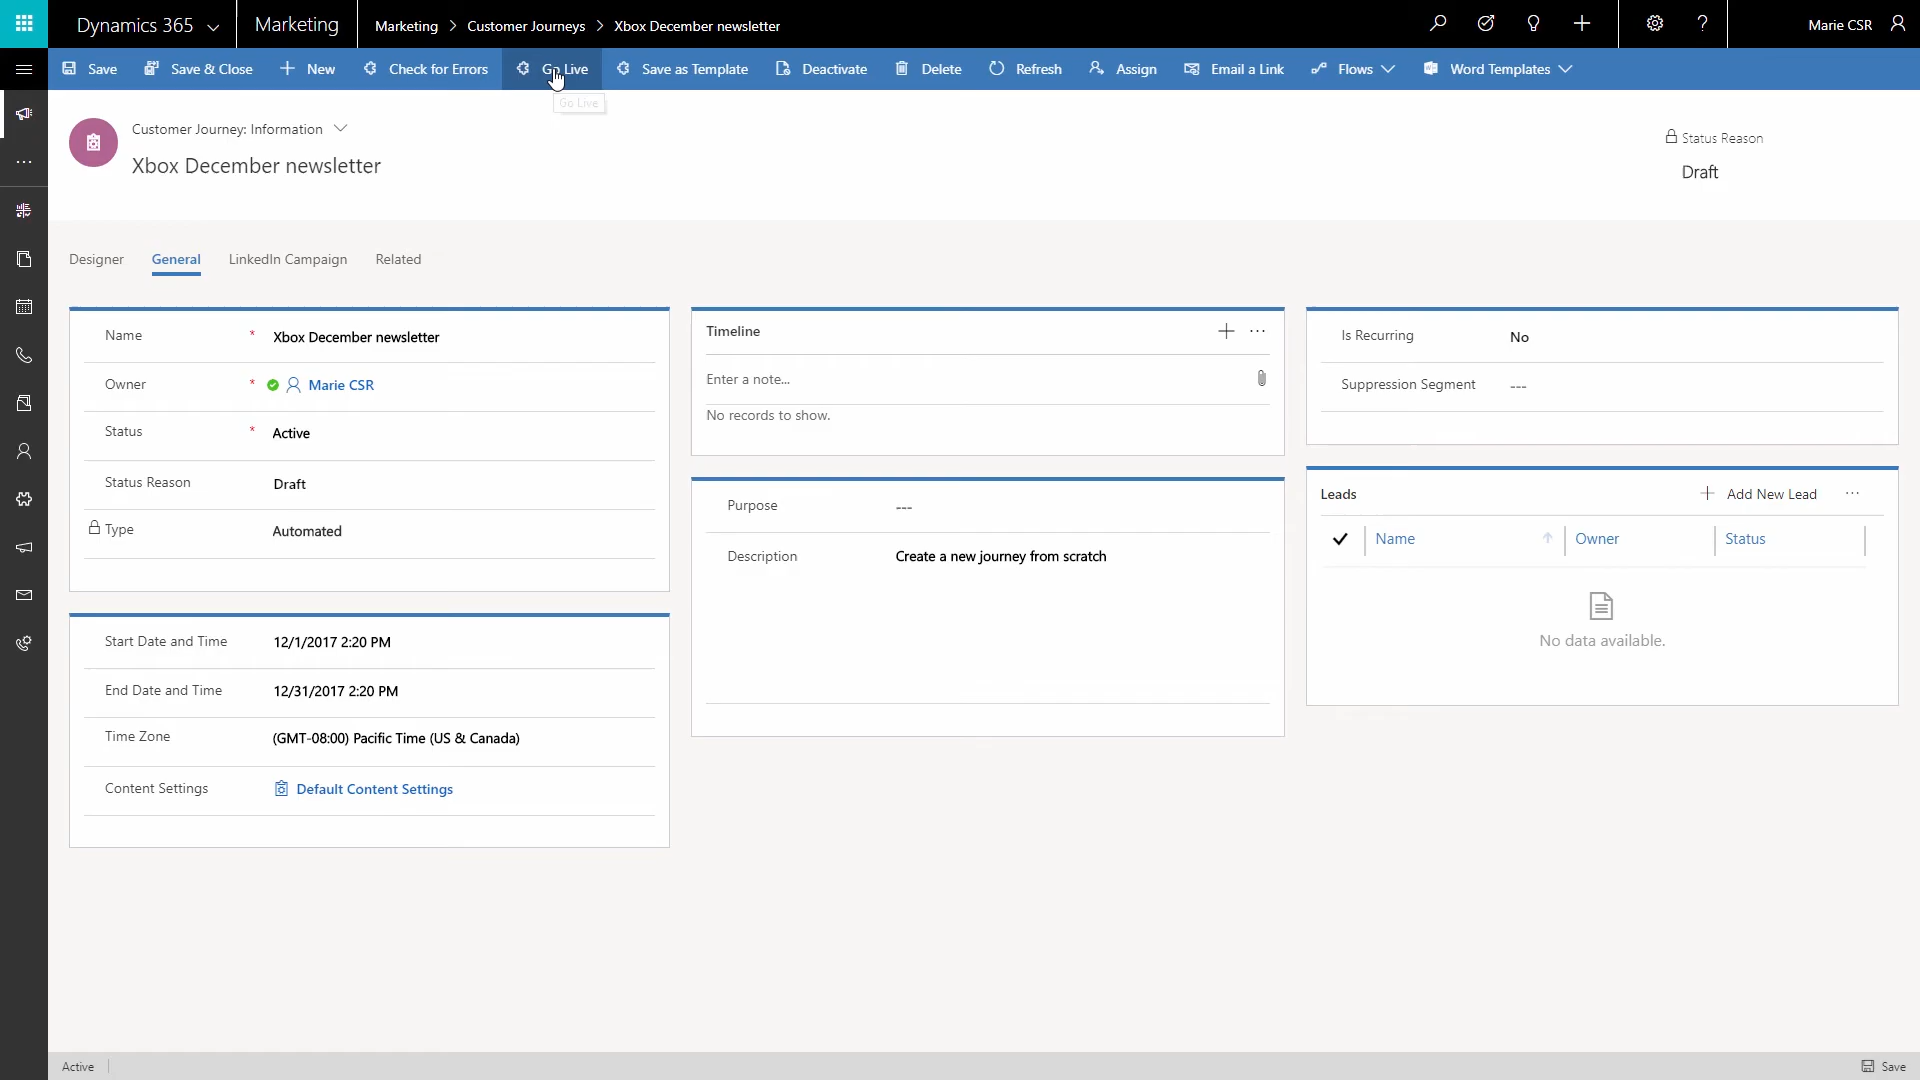 Dynamics 365
Marketing
Marketing > Customer Journeys > Xbox December newsletter
Marie CSR
Save
Save & Close
New
Check for Errors
Go Live
Save as Template
Deactivate
Delete
Refresh
Assign
Email a Link
Flows
Word Templates
Go Live
Customer Journey: Information
Xbox December newsletter
Status Reason
Draft
Designer
General
LinkedIn Campaign
Related
Name * Xbox December newsletter
Owner * Marie CSR
Status * Active
Status Reason Draft
Type Automated
Start Date and Time 12/1/2017 2:20 PM
End Date and Time 12/31/2017 2:20 PM
Time Zone (GMT-08:00) Pacific Time (US & Canada)
Content Settings Default Content Settings
Timeline
Enter a note...
No records to show.
Purpose ---
Description Create a new journey from scratch
Is Recurring No
Suppression Segment ---
Leads
Add New Lead
Name Owner Status
No data available.
Active
Save